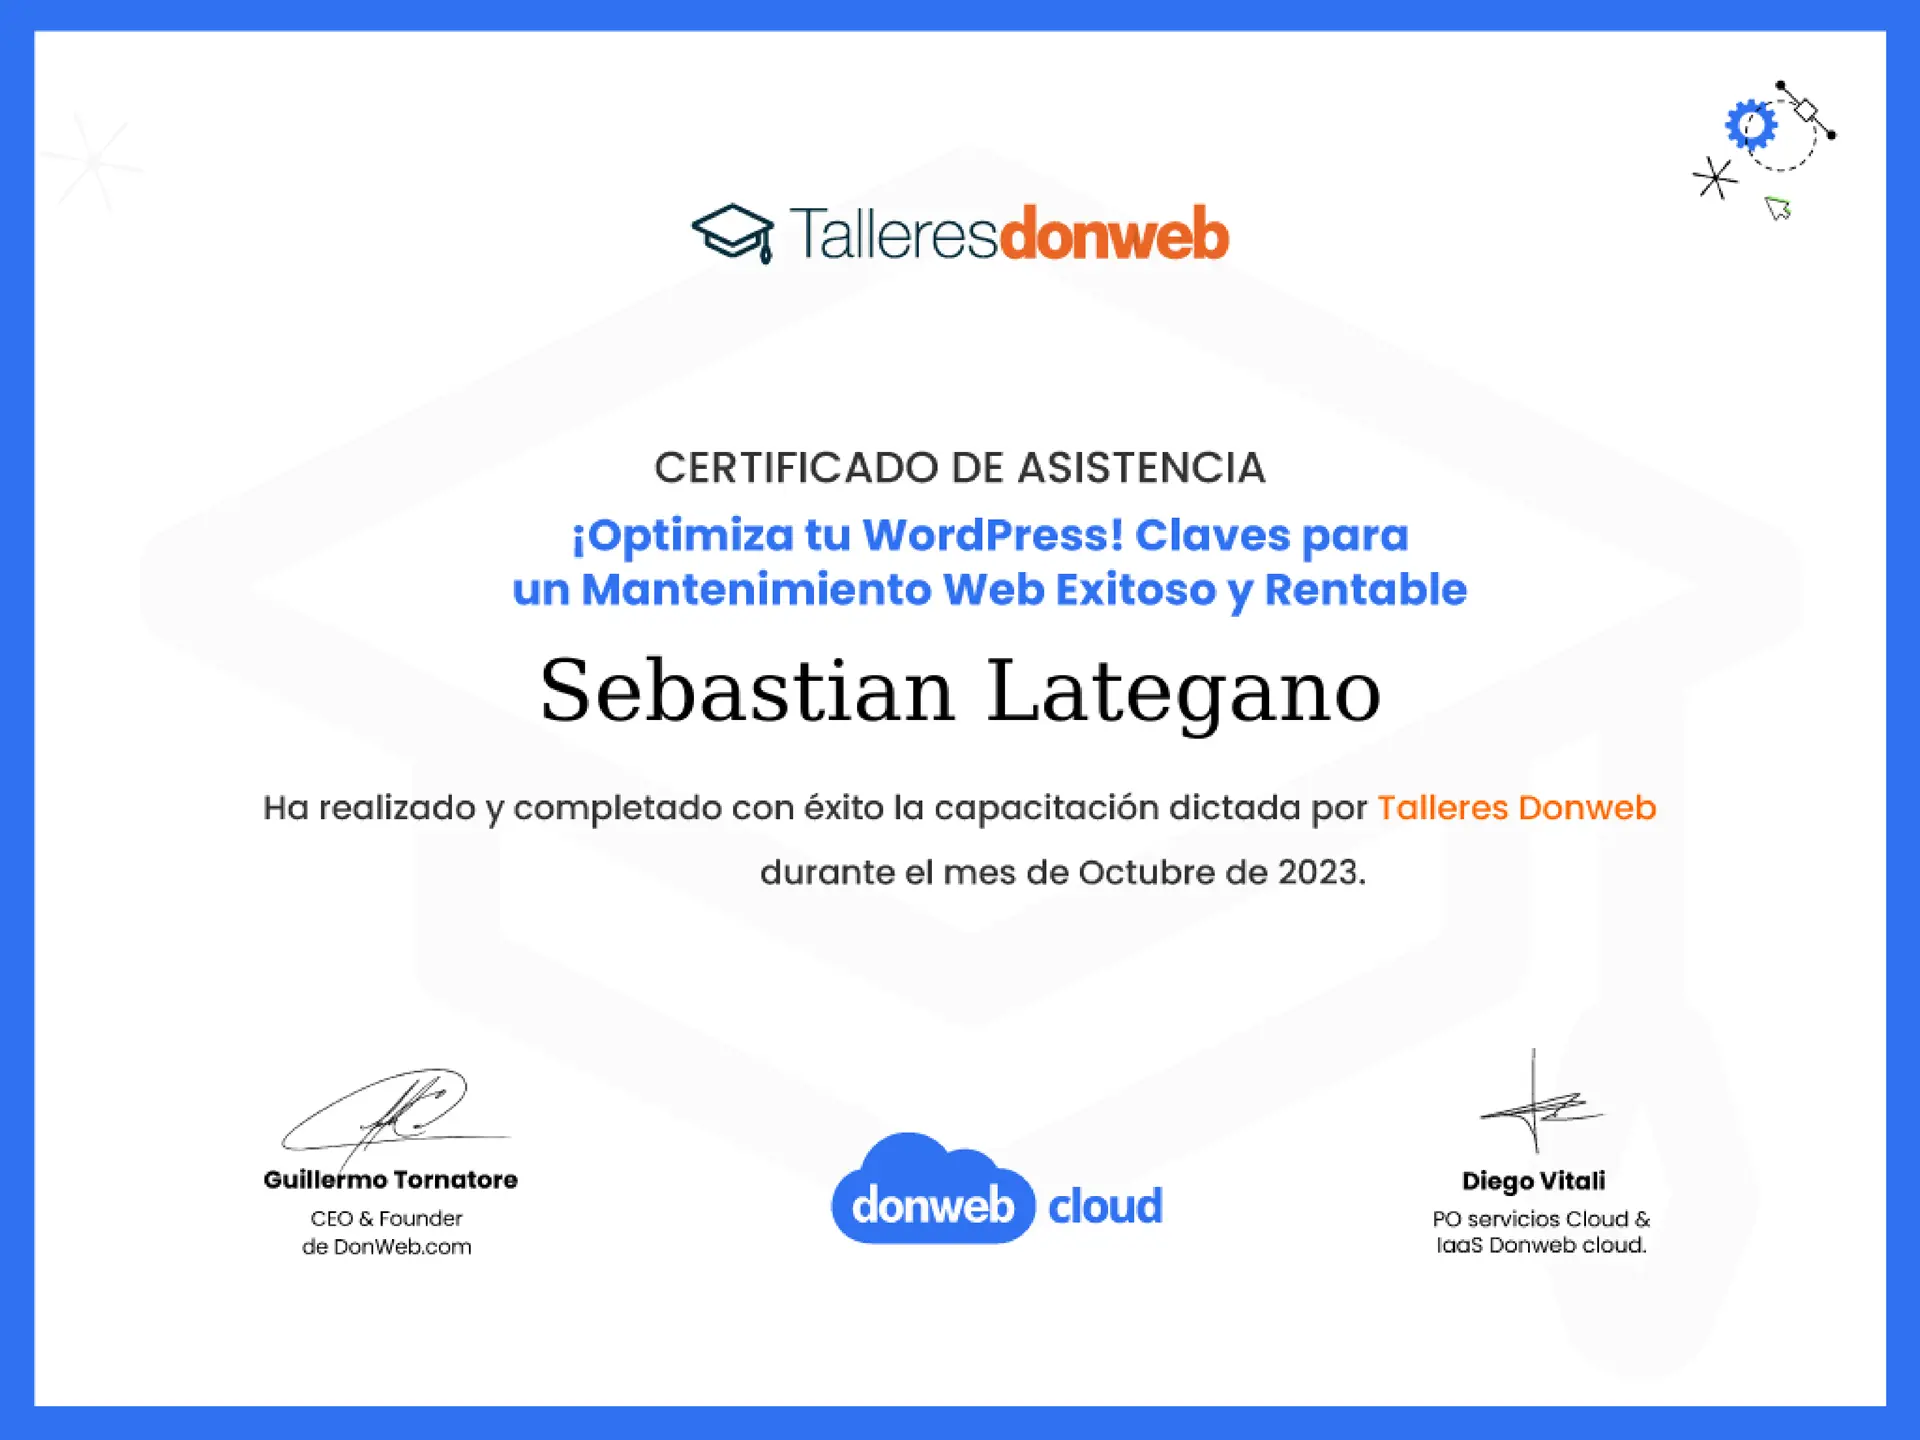 Talleresdonweb
CERTIFICADO DE ASISTENCIA
¡Optimiza tu WordPress! Claves para
un Mantenimiento Web Exitoso y Rentable
Sebastian Lategano
Ha realizado y completado con éxito la capacitación dictada por Talleres Donweb
durante el mes de Octubre de 2023.
Guillermo Tornatore
CEO & Founder
de DonWeb.com
donweb cloud
Diego Vitali
PO servicios Cloud &
IaaS Donweb cloud.